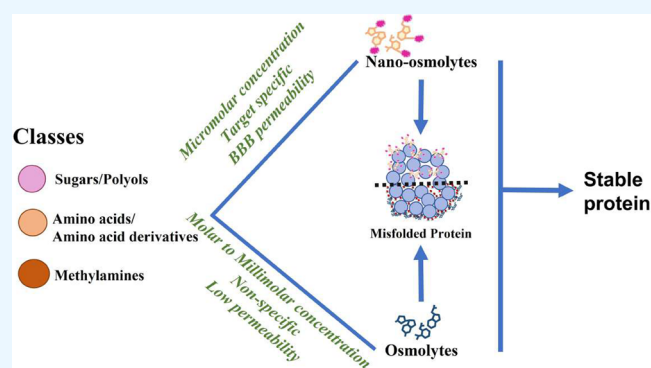 Classes
Sugars/Polyols
Amino acids/
Amino acid derivatives
Methylamines
Micromolar concentration
Target specific
BBB permeability
Molar to Millimolar concentration
Non-specific
Low permeability
Nano-osmolytes
Misfolded Protein
Osmolytes
Stable
protein